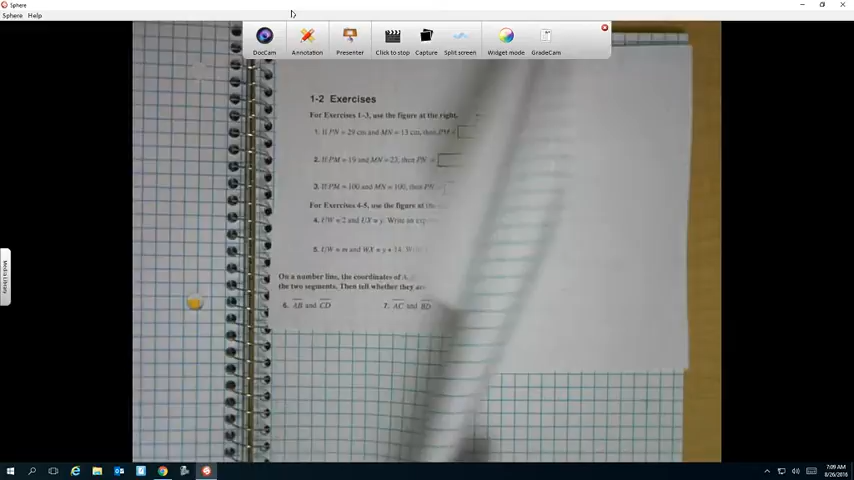 Sphere
Sphere Help
DocCam Annotation Presenter Click to stop Capture Split screen Widget mode GradeCam
1-2 Exercises
For Exercises 1–3, use the figure at the right.
1. If PN = 29 cm and MN = 13 cm, then PM =
2. If PM = 19 and MN = 23, then PN =
3. If PM = 100 and MN = 100, then PN =
For Exercises 4-5, use the figure at the
4. UW = 2 and UX = y. Write an
5. UW = m and WX = y + 14.
On a number line, the coordinates of A,
the two segments. Then tell whether they are
6. AB and CD 7. AC and BD
Media Library
7:09 AM
8/26/2016